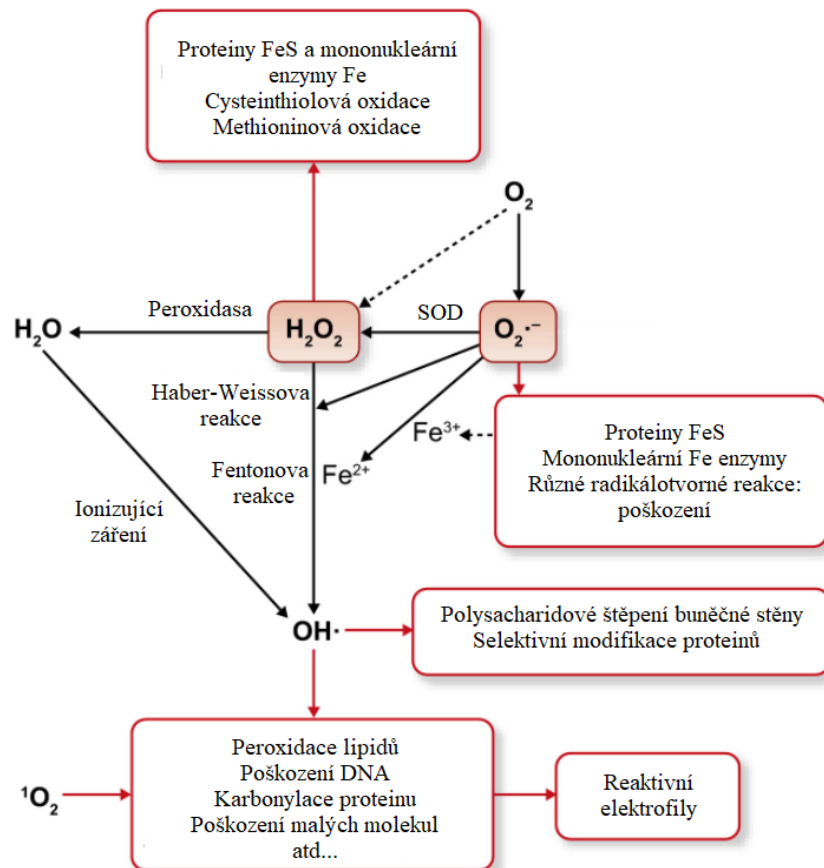 Proteiny FeS a mononukleární
enzymy Fe
Cysteinthiolová oxidace
Methioninová oxidace
O₂
Peroxidasa
SOD
H₂O
H₂O₂
O₂·⁻
Haber-Weissova
reakce
Fe³⁺
Fe²⁺
Proteiny FeS
Mononukleární Fe enzymy
Různé radikálotvorné reakce:
poškození
Fentonova
reakce
Ionizující
záření
OH·
Polysacharidové štěpení buněčné stěny
Selektivní modifikace proteinů
¹O₂
Peroxidace lipidů
Poškození DNA
Karbonylace proteinu
Poškození malých molekul
atd...
Reaktivní
elektrofily